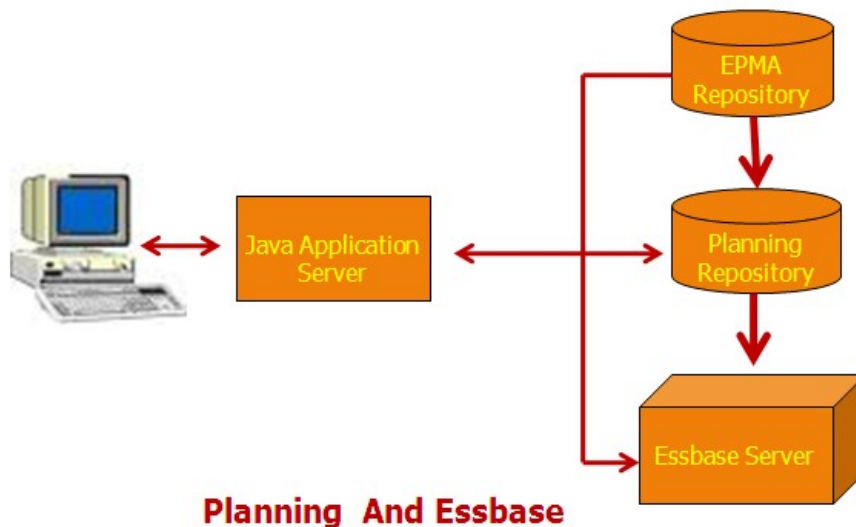 EPMA
Repository
Java Application
Server
Planning
Repository
Essbase Server
Planning And Essbase